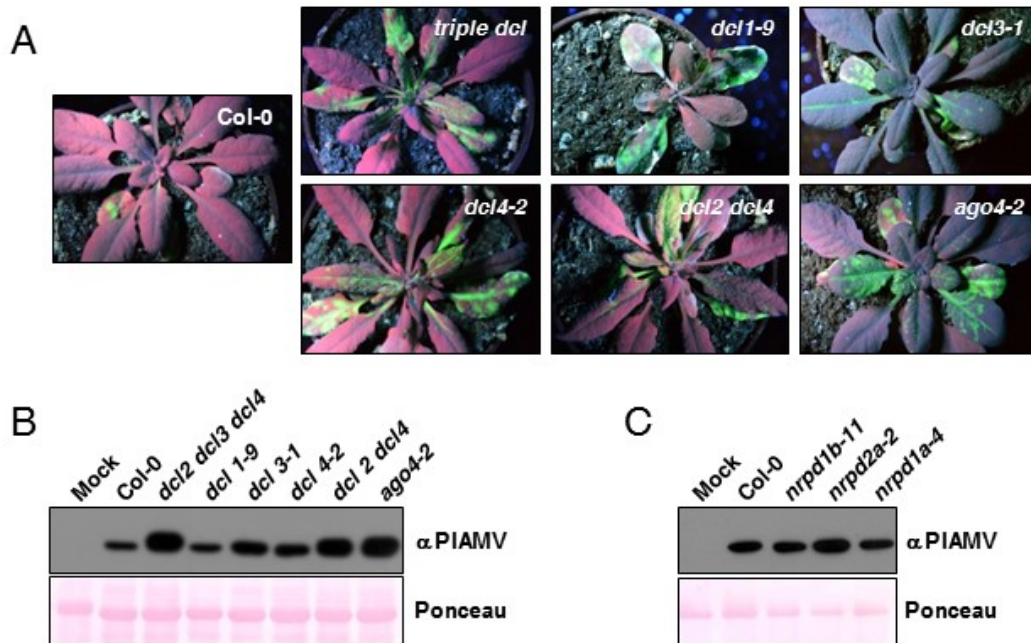 A
Col-0
triple dcl
dcl1-9
dcl3-1
dcl4-2
dcl2 dcl4
ago4-2
B
Mock
Col-0
dcl2 dcl3 dcl4
dcl 1-9
dcl 3-1
dcl 4-2
dcl 2 dcl4
ago4-2
αPlAMV
Ponceau
C
Mock
Col-0
nrpd1b-11
nrpd2a-2
nrpd1a-4
αPlAMV
Ponceau